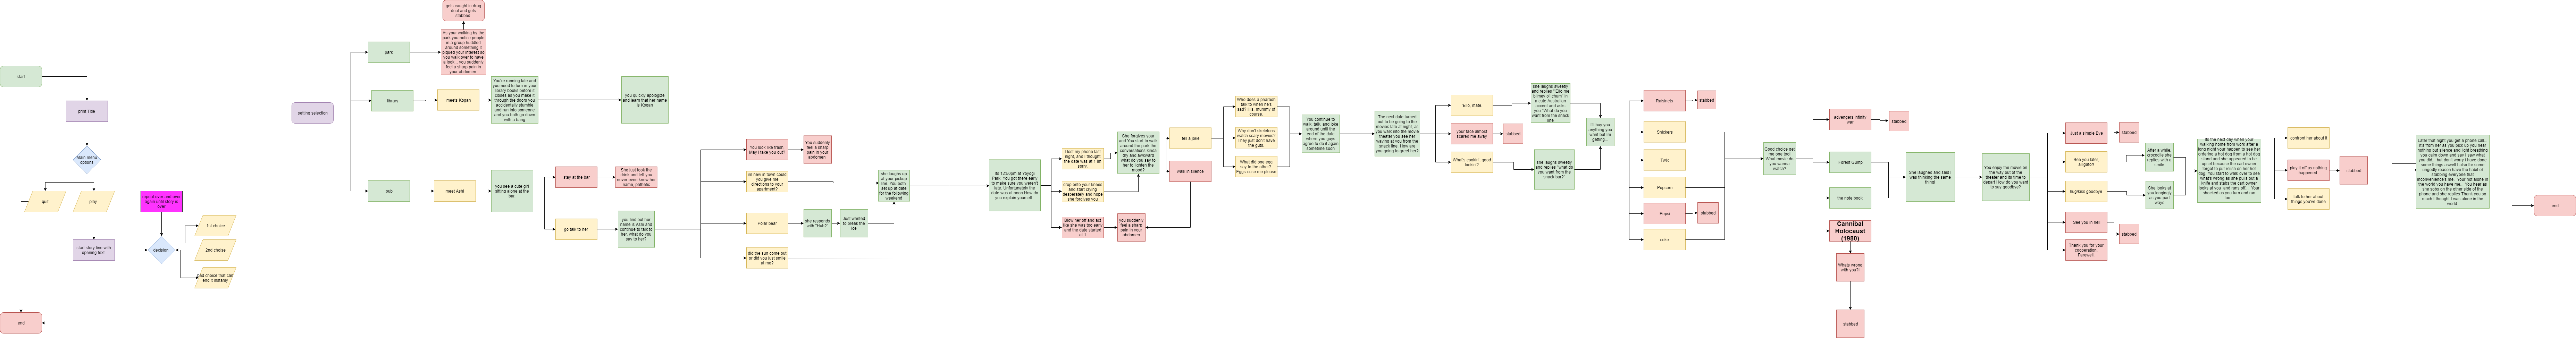 start
print Title
Main menu
options
quit
play
start story line with
opening text
repeat over and over
again until story in
over
decision
1st choice
2nd choice
bad choice that can
end it instanly
end
setting selection
park
gets caught in drug
deal and gets
stabbed
As your walking by the
park you notice people
in a group huddled
around something it
piqued your interest so
you walk over to have
a look... you suddenly
feel a sharp pain in
your abdomen.
library
meets Kogan
You're running late and
you need to turn in your
library books before it
closes as you make it
through the doors you
accidentally stumble
and run into someone
and you both go down
with a bang
you quickly apologize
and learn that her name
is Kogan
pub
meet Ashi
you see a cute girl
sitting alone at the
bar
stay at the bar
She just took the
drink and left you
never even knew her
name, pathetic
go talk to her
you find out her
name is Ashi and
continue to talk to
her, what do you
say to her?
You look like trash,
May i take you out?
You suddenly
feel a sharp
pain in your
abdomen
Im new in town could
you give me
directions to your
apartment?
Polar bear
she responds
with "Huh?"
Just wanted
to break the
ice
did the sun come out
or did you just smile
at me?
she laughs up
at your pickup
line. You both
set up at date
for the following
weekend
Its 12:59pm at Youngi
Park. You got there early
to make sure you weren't
late. Unfortunately the
date was at noon How do
you explain yourself
I lost my phone last
night, and I thought
the date was at 1 im
sorry
drop onto your knees
and start crying
desperately and hope
she forgives you
Blow her off and act
like she was too early
and the date started
at 1
you suddenly
feel a sharp
pain in your
abdomen
She forgives your
and You start to walk
around the park the
conversations kinda
dry and awkward
what do you say to
her to lighten the
mood?
tell a joke
walk in silence
Who does a pharaoh
talk to when he's
sad? His, mummy of
course.
Why don't skeletons
watch scary movies?
They just don't have
the guts.
What did one egg
say to the other?
Eggs-cuse me please
You continue to
walk, talk, and joke
around until the
end of the date
where you guys
agree to do it again
sometime soon
The next date turned
out to be going to the
movies late at night, as
you walk into the movie
theater you see her
waving at you from the
snack line. How are
you going to greet her?
'Ello, mate.
your face almost
scared me away
stabbed
What's cookin', good
lookin'?
she laughs sweetly
and replies "Ello me
in
a cute Australian
accent and asks
you "What do you
want from the
snack line
she laughs sweetly
and replies "what do
you want from the
snack bar?"
I'll buy you
anything you
want but im
getting....
Raisinets
stabbed
Snickers
Twix
Popcorn
Pepsi
stabbed
coke
Good choice get
me one too!
What movie do
you wanna
watch?
advengers infinity
war
stabbed
Forest Gump
the note book
Cannibal
Holocaust
(1980)
Whats wrong
with you?!
stabbed
She laughed and said I
was thinking the same
thing!
You enjoy the movie on
the way out of the
theater and its time to
depart How do you want
to say goodbye?
Just a simple Bye
stabbed
See you later,
alligator!
hug/kiss goodbye
See you in hell
Thank you for your
cooperation,
Farewell
stabbed
After a while,
crocodile she
replies with a
smile
She looks at
you longingly
as you part
ways
Its the next day when your
walking home from work after a
long night your happen to see her
ordering a hot dog from a hot dog
stand and she appeared to be
upset because the cart owner
forgot to put relish on her hot
dog. You start to walk over to see
what's wrong as she pulls out a
knife and stabs the cart owner
looks at you and runs off... Your
shocked as you turn and run
too...
confront her about it
play it off as nothing
happened
stabbed
talk to her about
things you've done
Later that night you get a phone call.
It's from her as you pick up you hear
nothing but silence and light breathing
you calm down and say I saw what
you did... but don't worry i have done
some things aswell I also for some
ungodly reason have the habit of
stabbing everyone that
inconvenience's me. Your not alone in
the world you have me. You hear as
she sobs on the other side of the
phone and she replies Thank you so
much I thought I was alone in the
world.
end